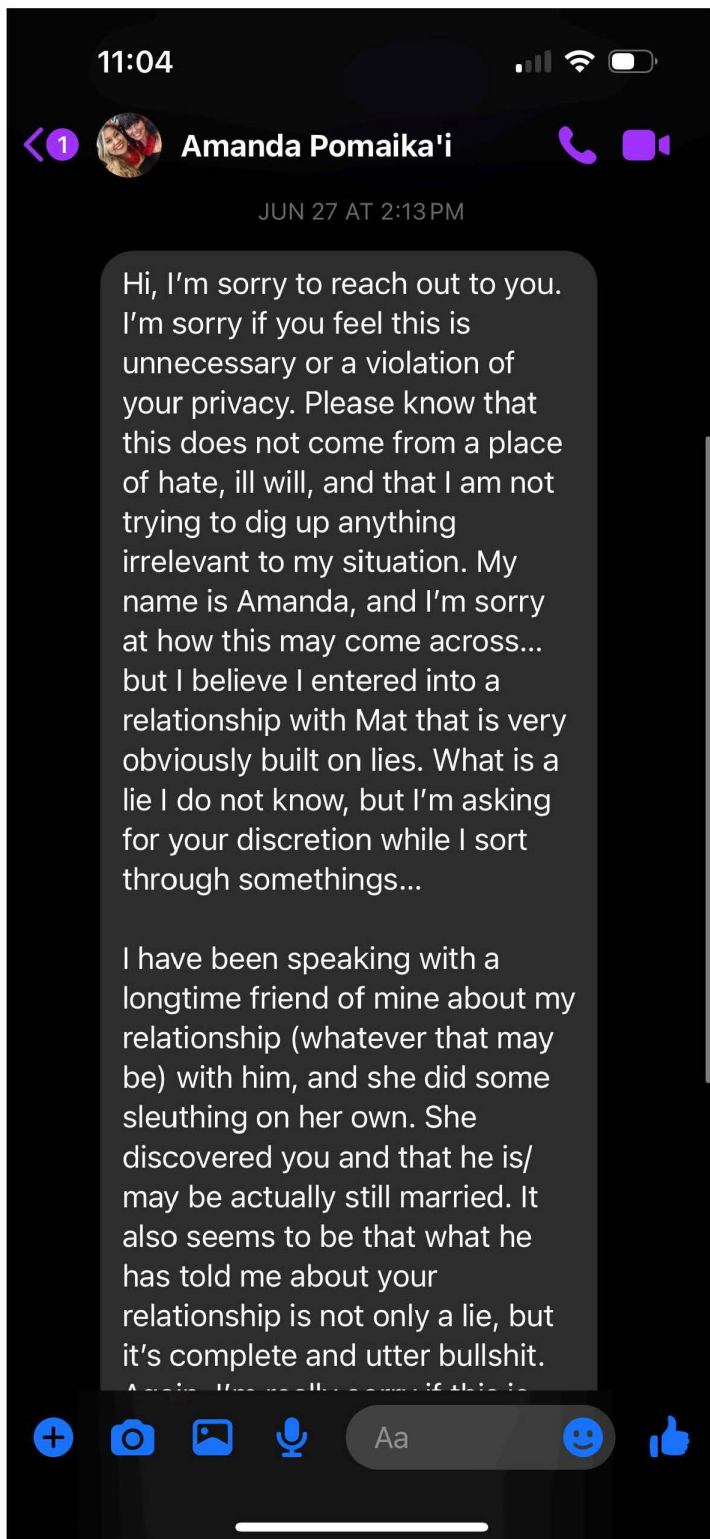 11:04
1
Amanda Pomaika'i
JUN 27 AT 2:13 PM
Hi, I'm sorry to reach out to you.
I'm sorry if you feel this is
unnecessary or a violation of
your privacy. Please know that
this does not come from a place
of hate, ill will, and that I am not
trying to dig up anything
irrelevant to my situation. My
name is Amanda, and I'm sorry
at how this may come across...
but I believe I entered into a
relationship with Mat that is very
obviously built on lies. What is a
lie I do not know, but I'm asking
for your discretion while I sort
through somethings...
I have been speaking with a
longtime friend of mine about my
relationship (whatever that may
be) with him, and she did some
sleuthing on her own. She
discovered you and that he is/
may be actually still married. It
also seems to be that what he
has told me about your
relationship is not only a lie, but
it's complete and utter bullshit.
Again, I'm really sorry if this is
Aa